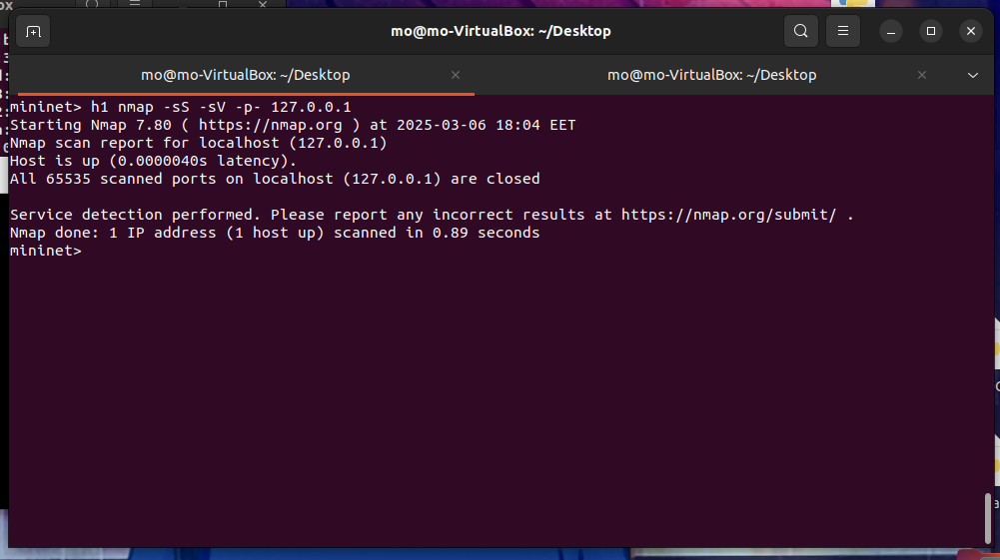 mo@mo-VirtualBox: ~/Desktop
mo@mo-VirtualBox: ~/Desktop
mo@mo-VirtualBox: ~/Desktop
mininet> h1 nmap -sS -sV -p- 127.0.0.1
Starting Nmap 7.80 ( https://nmap.org ) at 2025-03-06 18:04 EET
Nmap scan report for localhost (127.0.0.1)
Host is up (0.0000040s latency).
All 65535 scanned ports on localhost (127.0.0.1) are closed
Service detection performed. Please report any incorrect results at https://nmap.org/submit/ .
Nmap done: 1 IP address (1 host up) scanned in 0.89 seconds
mininet>